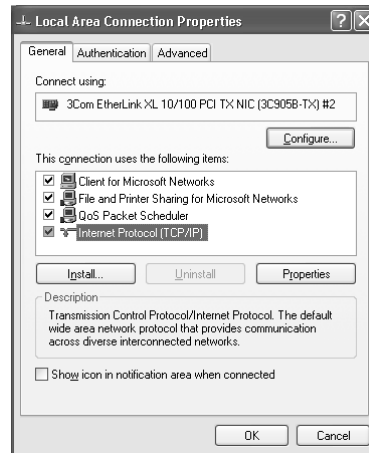 Local Area Connection Properties
General Authentication Advanced
Connect using:
3Com EtherLink XL 10/100 PCI TX NIC (3C905B-TX) #2
Configure...
This connection uses the following items:
Client for Microsoft Networks
File and Printer Sharing for Microsoft Networks
QoS Packet Scheduler
Internet Protocol (TCP/IP)
Install... Uninstall Properties
Description
Transmission Control Protocol/Internet Protocol. The default
wide area network protocol that provides communication
across diverse interconnected networks.
Show icon in notification area when connected
OK Cancel